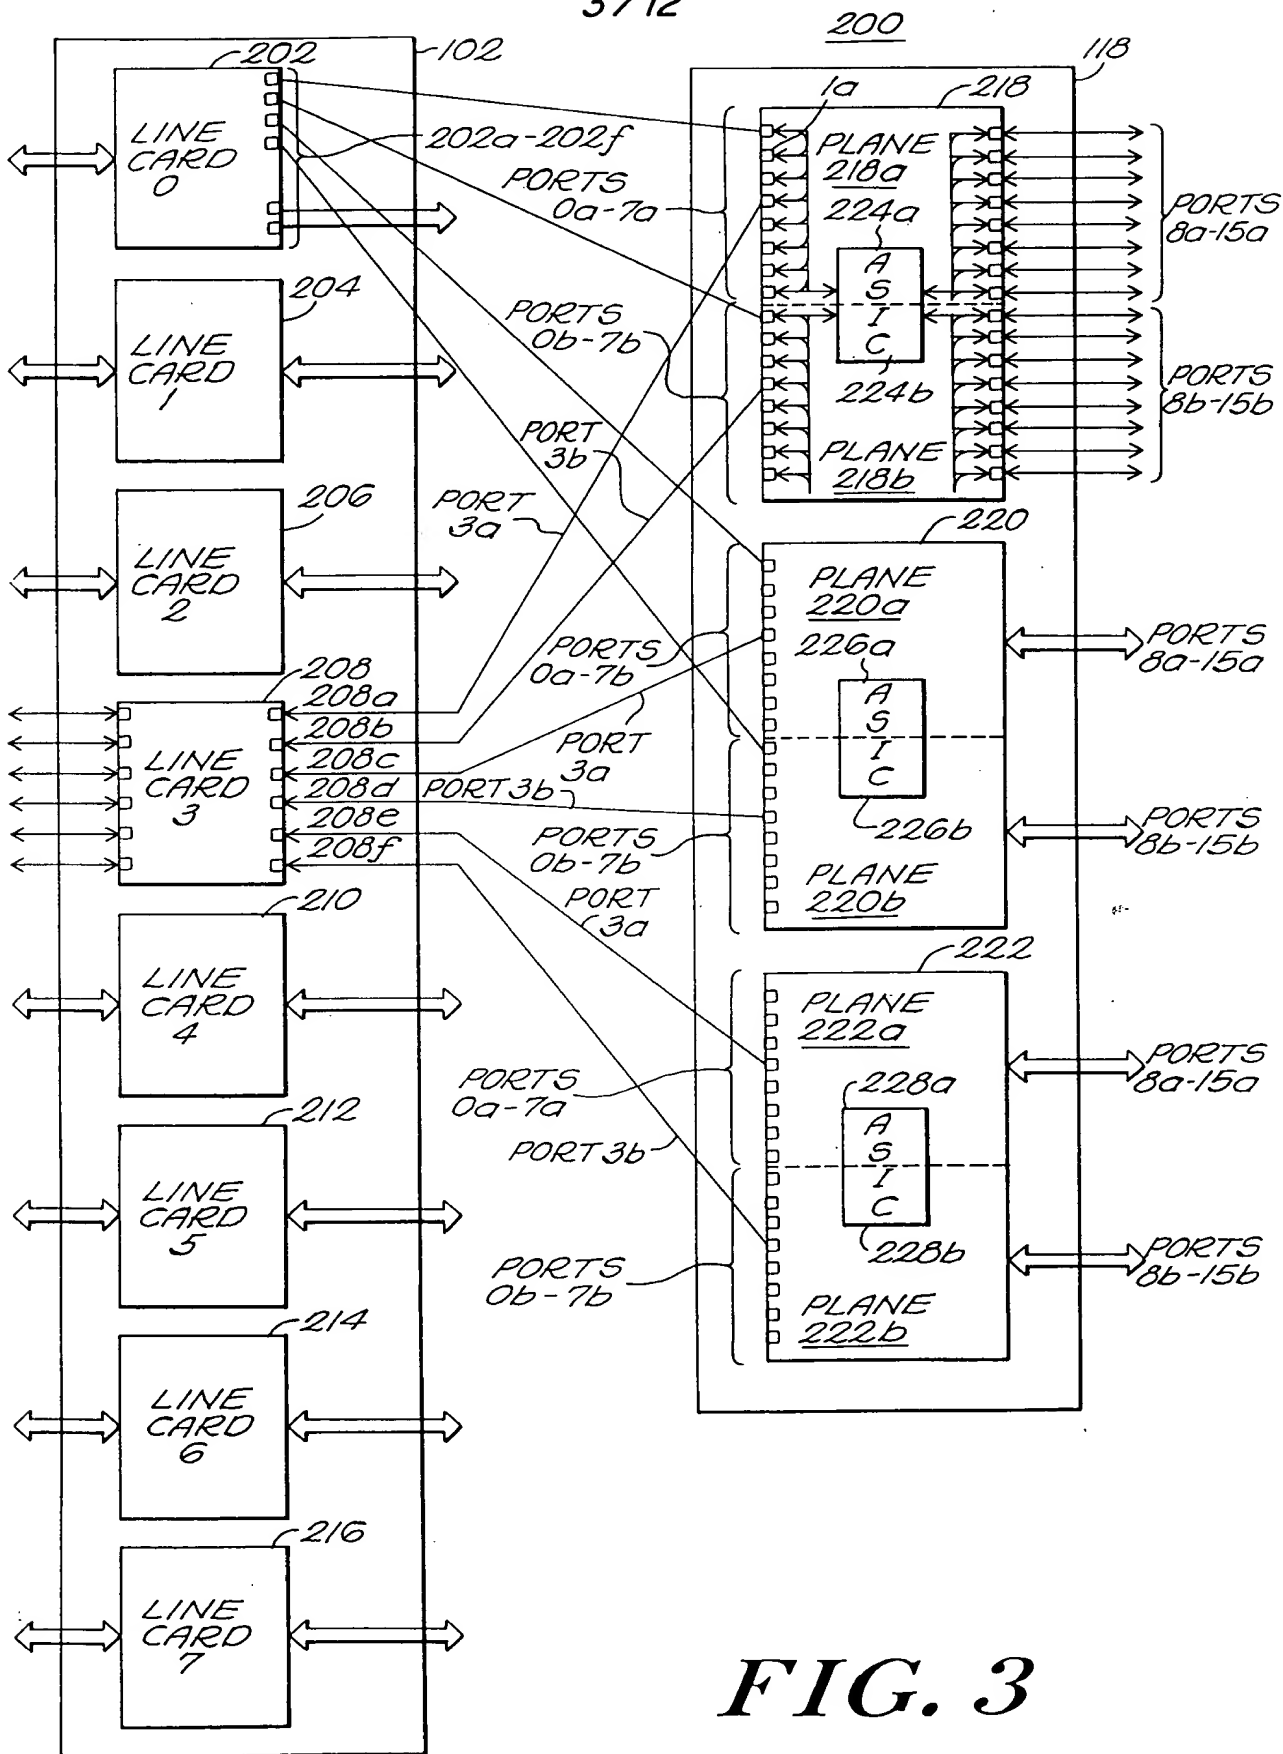 3/12
200
102
202
LINE
CARD
0
202a-202f
204
LINE
CARD
1
206
LINE
CARD
2
208
208a
208b
208c
208d
208e
208f
LINE
CARD
3
210
LINE
CARD
4
212
LINE
CARD
5
214
LINE
CARD
6
216
LINE
CARD
7
118
218
1a
PLANE
218a
224a
A
S
I
C
224b
PLANE
218b
PORTS
0a-7a
PORTS
0b-7b
PORTS
8a-15a
PORTS
8b-15b
PORT
3b
PORT
3a
220
PLANE
220a
226a
A
S
I
C
226b
PLANE
220b
PORTS
0a-7b
PORT
3a
PORT 3b
PORTS
0b-7b
PORTS
8a-15a
PORTS
8b-15b
PORT
3a
222
PLANE
222a
228a
A
S
I
C
228b
PLANE
222b
PORTS
0a-7a
PORT 3b
PORTS
0b-7b
PORTS
8a-15a
PORTS
8b-15b
FIG. 3